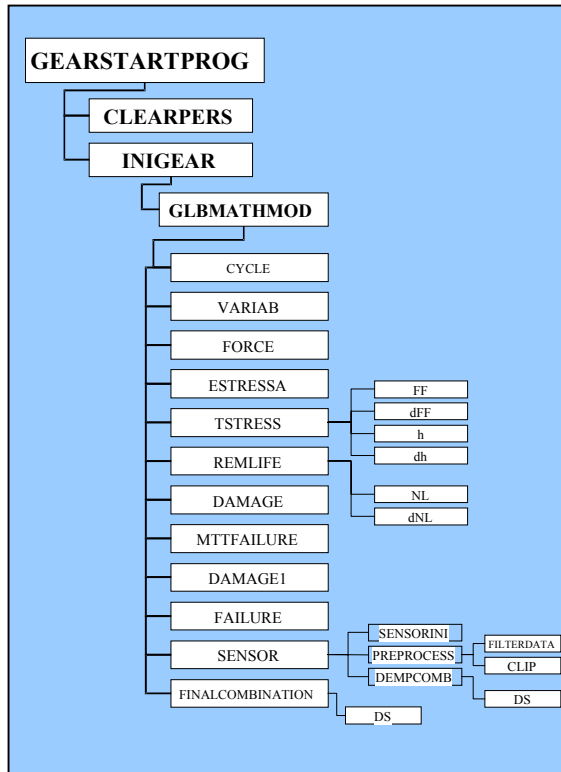 GEARSTARTPROG
CLEARPERS
INIGEAR
GLBMATHMOD
CYCLE
VARIAB
FORCE
ESTRESSA
TSTRESS
FF
dFF
h
dh
REMLIFE
NL
dNL
DAMAGE
MTTFAILURE
DAMAGE1
FAILURE
SENSOR
SENSORINI
PREPROCESS
FILTERDATA
CLIP
DEMPCOMB
DS
FINALCOMBINATION
DS